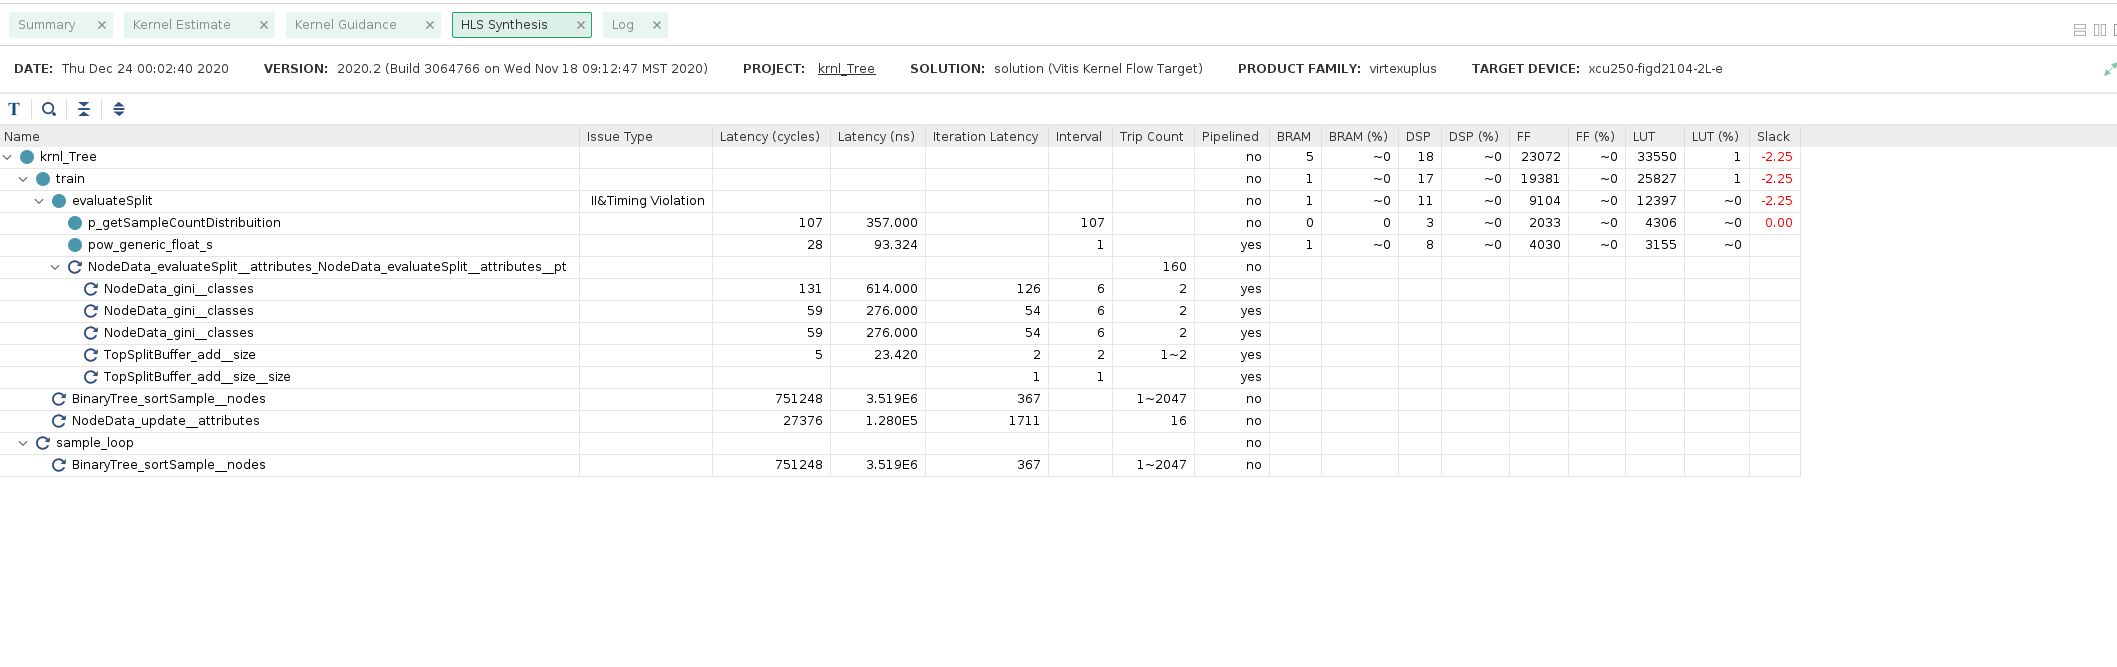 Summary Kernel Estimate Kernel Guidance HLS Synthesis Log
DATE: Thu Dec 24 00:02:40 2020 VERSION: 2020.2 (Build 3064766 on Wed Nov 18 09:12:47 MST 2020) PROJECT: krnl_Tree SOLUTION: solution (Vitis Kernel Flow Target) PRODUCT FAMILY: virtexuplus TARGET DEVICE: xcu250-figd2104-2L-e
T
Name Issue Type Latency (cycles) Latency (ns) Iteration Latency Interval Trip Count Pipelined BRAM BRAM (%) DSP DSP (%) FF FF (%) LUT LUT (%) Slack
krnl_Tree no 5 ~0 18 ~0 23072 ~0 33550 1 -2.25
train no 1 ~0 17 ~0 19381 ~0 25827 1 -2.25
evaluateSplit II&Timing Violation no 1 ~0 11 ~0 9104 ~0 12397 ~0 -2.25
p_getSampleCountDistribuition 107 357.000 107 no 0 0 3 ~0 2033 ~0 4306 ~0 0.00
pow_generic_float_s 28 93.324 1 yes 1 ~0 8 ~0 4030 ~0 3155 ~0
NodeData_evaluateSplit__attributes_NodeData_evaluateSplit__attributes__pt 160 no
NodeData_gini__classes 131 614.000 126 6 2 yes
NodeData_gini__classes 59 276.000 54 6 2 yes
NodeData_gini__classes 59 276.000 54 6 2 yes
TopSplitBuffer_add__size 5 23.420 2 2 1~2 yes
TopSplitBuffer_add__size__size 1 1 yes
BinaryTree_sortSample__nodes 751248 3.519E6 367 1~2047 no
NodeData_update__attributes 27376 1.280E5 1711 16 no
sample_loop no
BinaryTree_sortSample__nodes 751248 3.519E6 367 1~2047 no